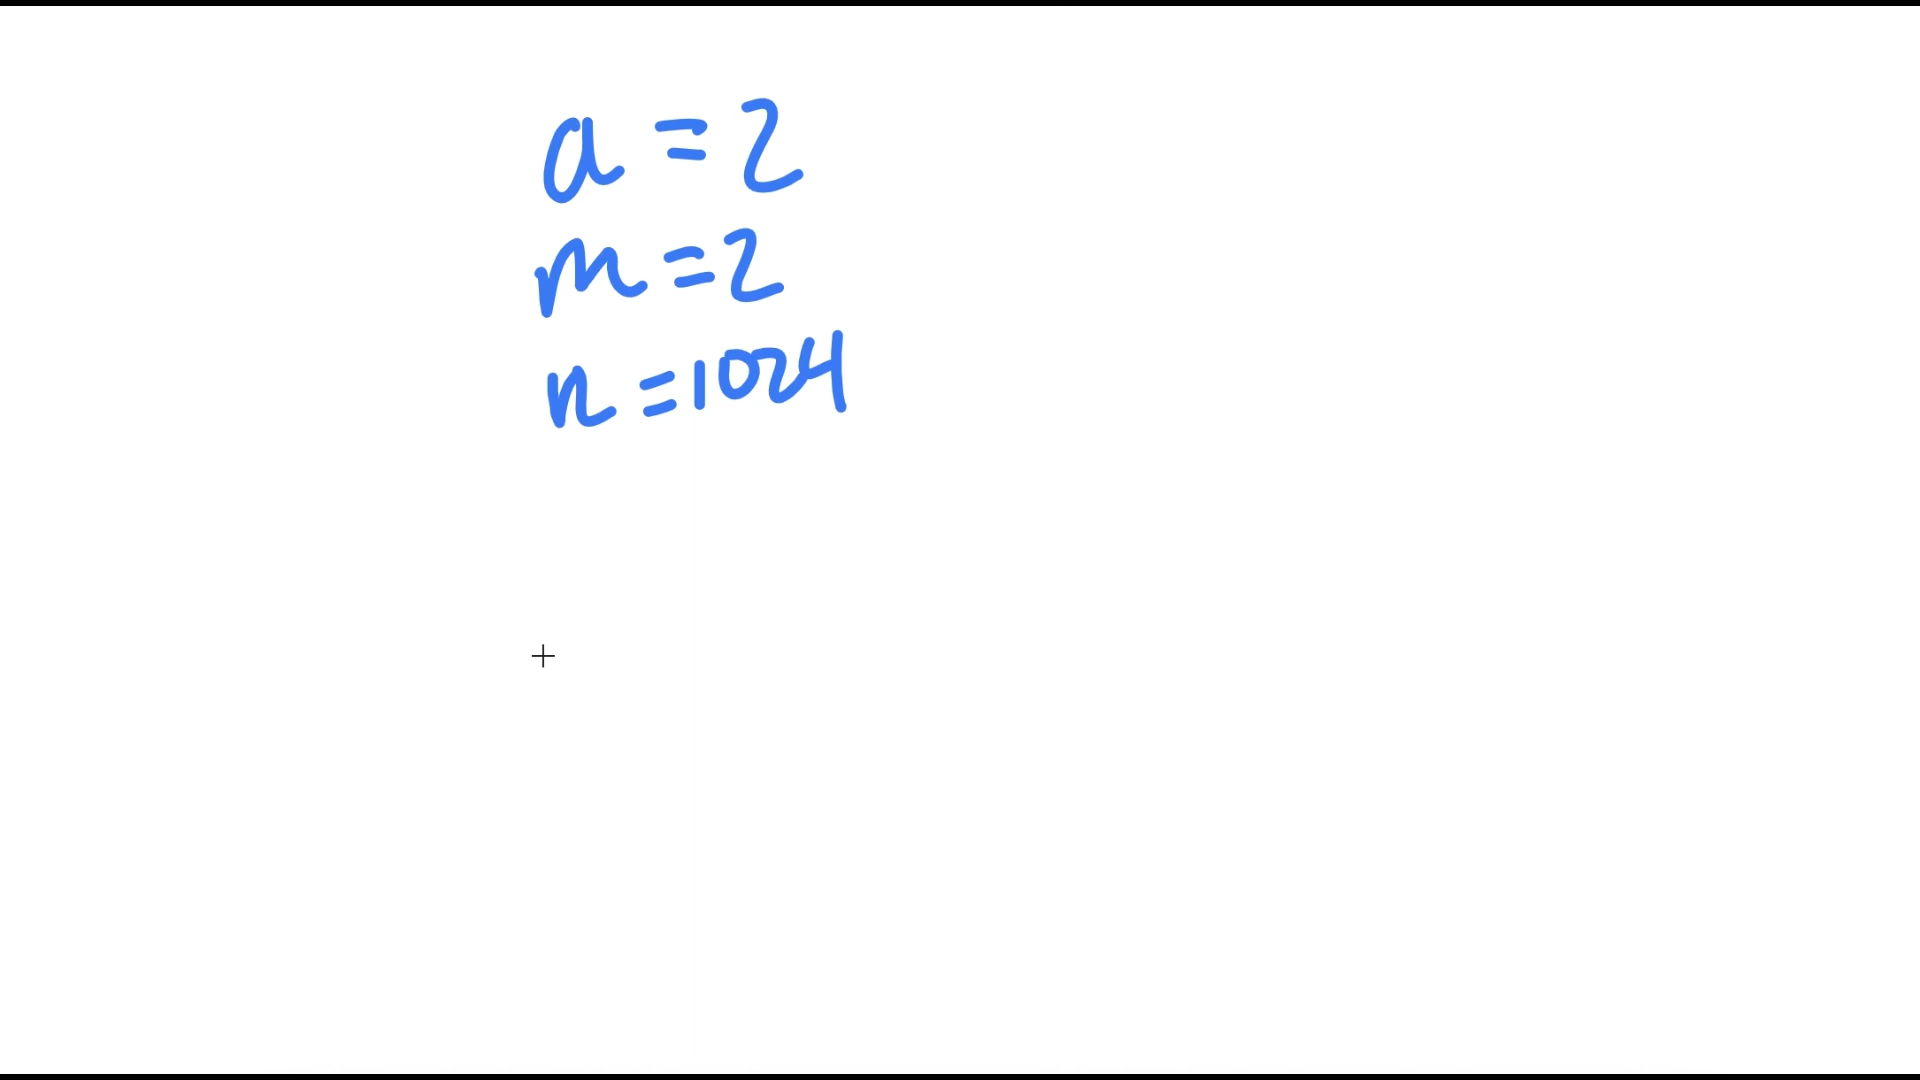 a = 2
m = 2
n = 1024